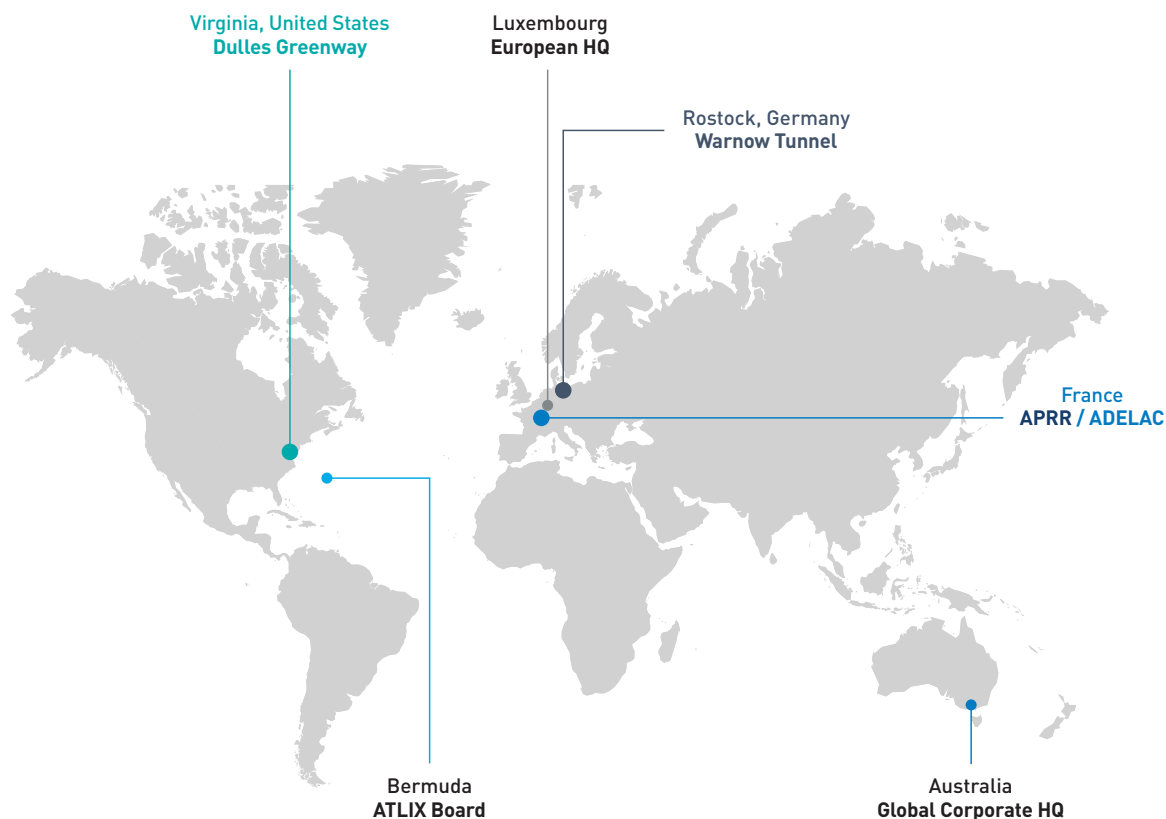 Virginia, United States
Dulles Greenway
Luxembourg
European HQ
Rostock, Germany
Warnow Tunnel
France
APRR / ADELAC
Bermuda
ATLIX Board
Australia
Global Corporate HQ